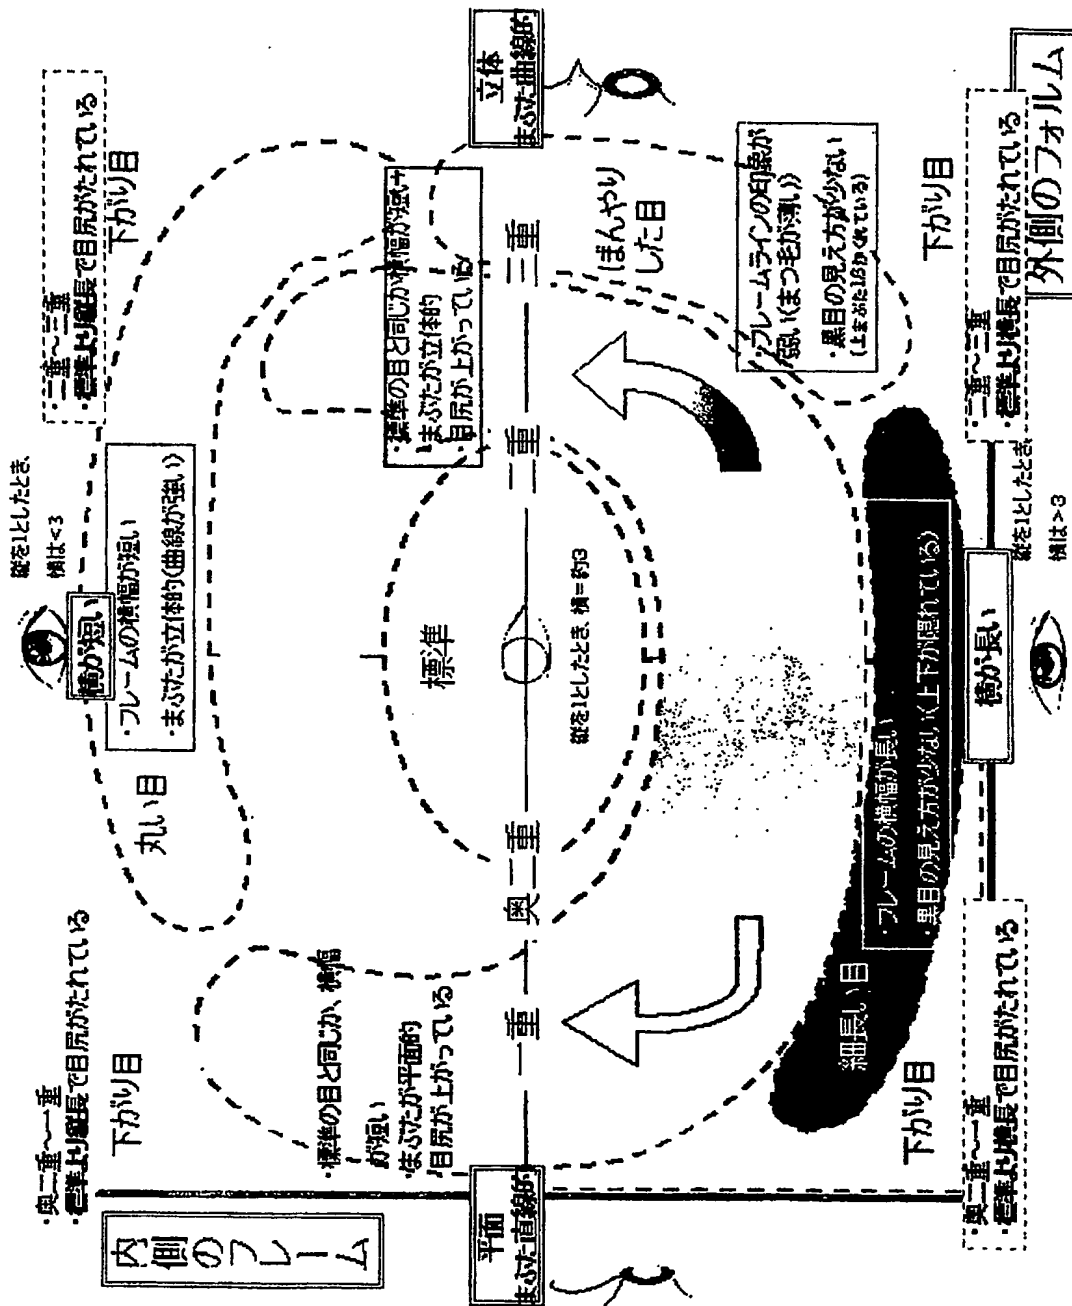 縦を1としたとき、
横は<3
・奥二重～一重
・標準より縦長で目尻がたれている
下がり目
横が短い
・フレームの横幅が短い
・まぶたが立体的(曲線が強い)
・二重～三重
・標準より縦長で目尻がたれている
下がり目
丸い目
内側のフレーム
・標準の目と同じか、横幅
が短い
・まぶたが平面的
・目尻が上がっている
標準
・標準の目と同じか横幅が短い+
まぶたが立体的
目尻が上がっている
平面
まぶた直線的
一重
奥二重
二重
三重
立体
まぶた曲線的
縦を1としたとき、横=約3
ぼんやり
した目
・フレームラインの印象が
弱い(まつ毛が薄い)
・黒目の見え方が少ない
(上まぶた1/3かくれている)
細長い目
・フレームの横幅が長い
・黒目の見え方が少ない(上下が隠れている)
下がり目
・奥二重～一重
・標準より横長で目尻がたれている
横が長い
縦を1としたとき、
横は>3
下がり目
・二重～三重
・標準より横長で目尻がたれている
外側のフォルム